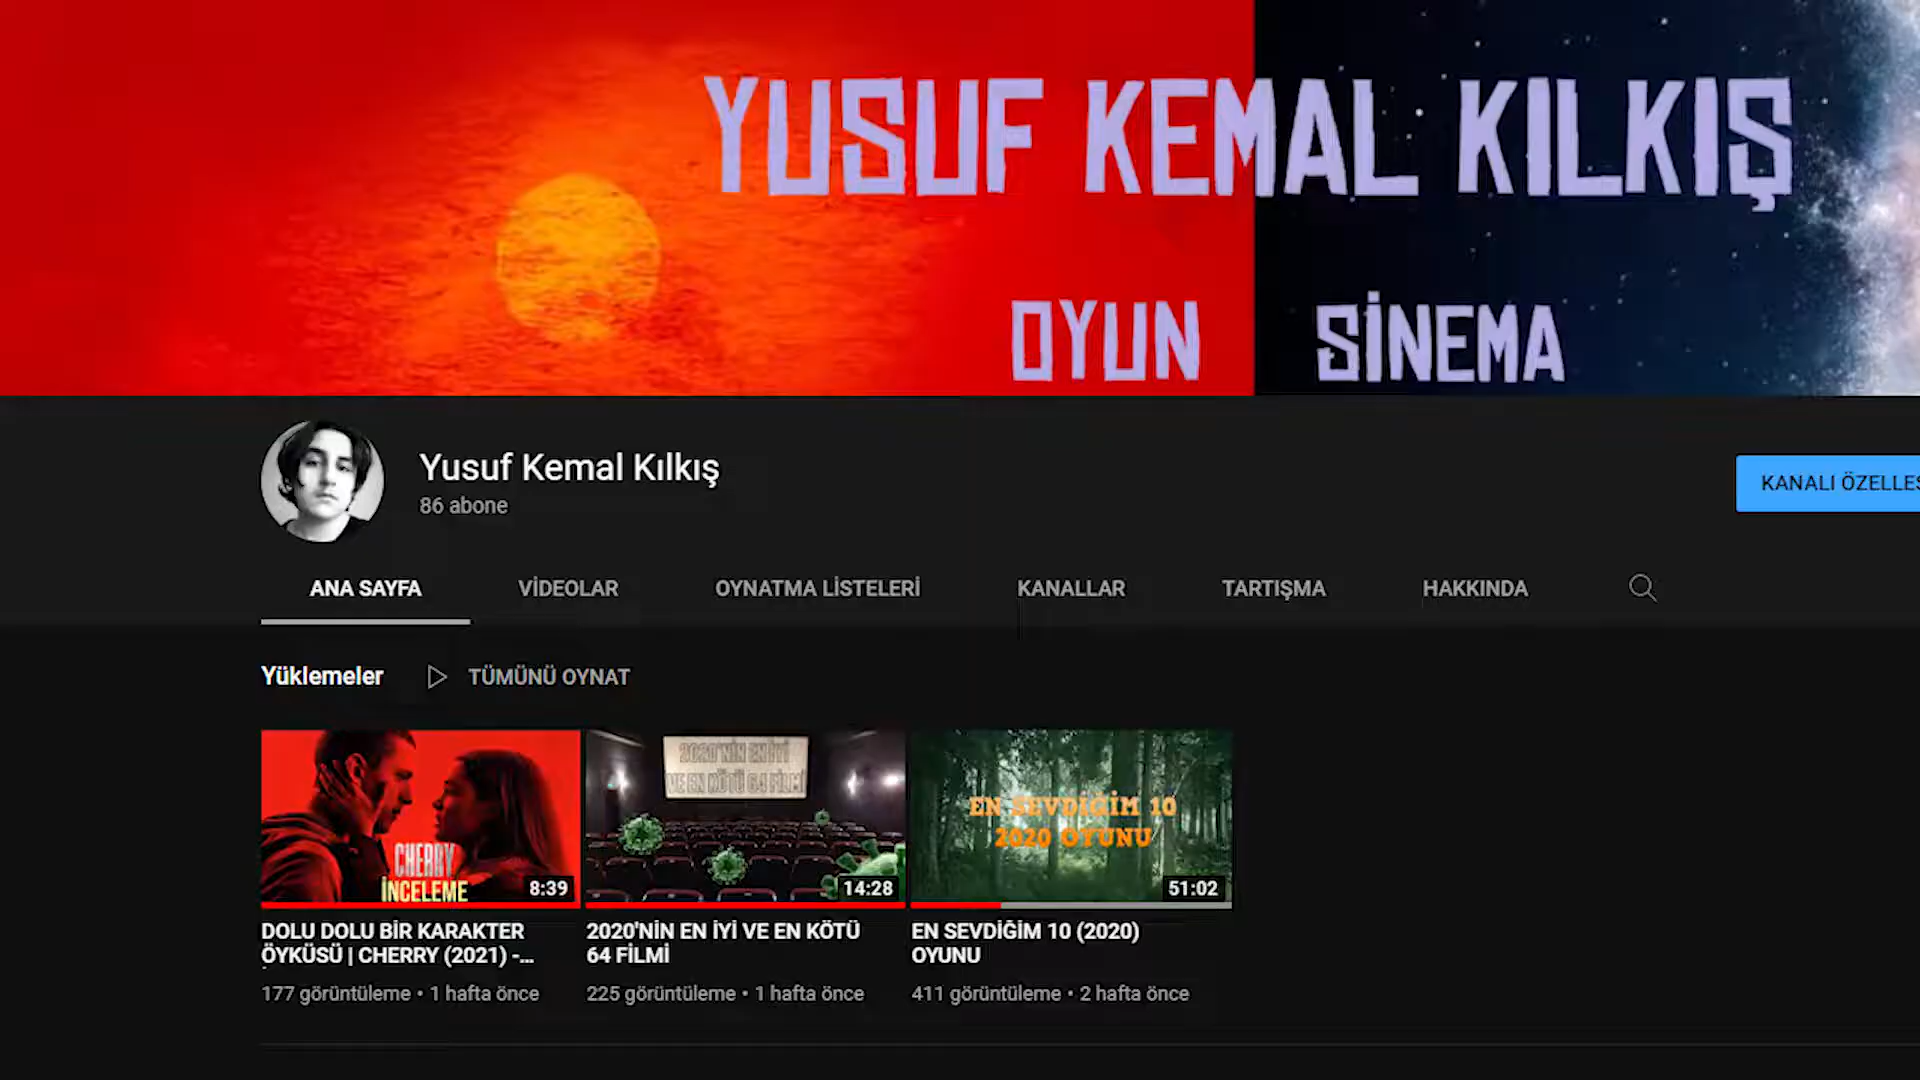 YUSUF KEMAL KILKIŞ
OYUN SİNEMA
Yusuf Kemal Kılkış
86 abone
KANALI ÖZELLEŞ
ANA SAYFA VİDEOLAR OYNATMA LİSTELERİ KANALLAR TARTIŞMA HAKKINDA
Yüklemeler TÜMÜNÜ OYNAT
CHERRY
İNCELEME
8:39
2020'NİN EN İYİ
VE EN KÖTÜ 64 FİLMİ
14:28
EN SEVDİĞİM 10
2020 OYUNU
51:02
DOLU DOLU BİR KARAKTER
ÖYKÜSÜ | CHERRY (2021) -...
177 görüntüleme • 1 hafta önce
2020'NİN EN İYİ VE EN KÖTÜ
64 FİLMİ
225 görüntüleme • 1 hafta önce
EN SEVDİĞİM 10 (2020)
OYUNU
411 görüntüleme • 2 hafta önce